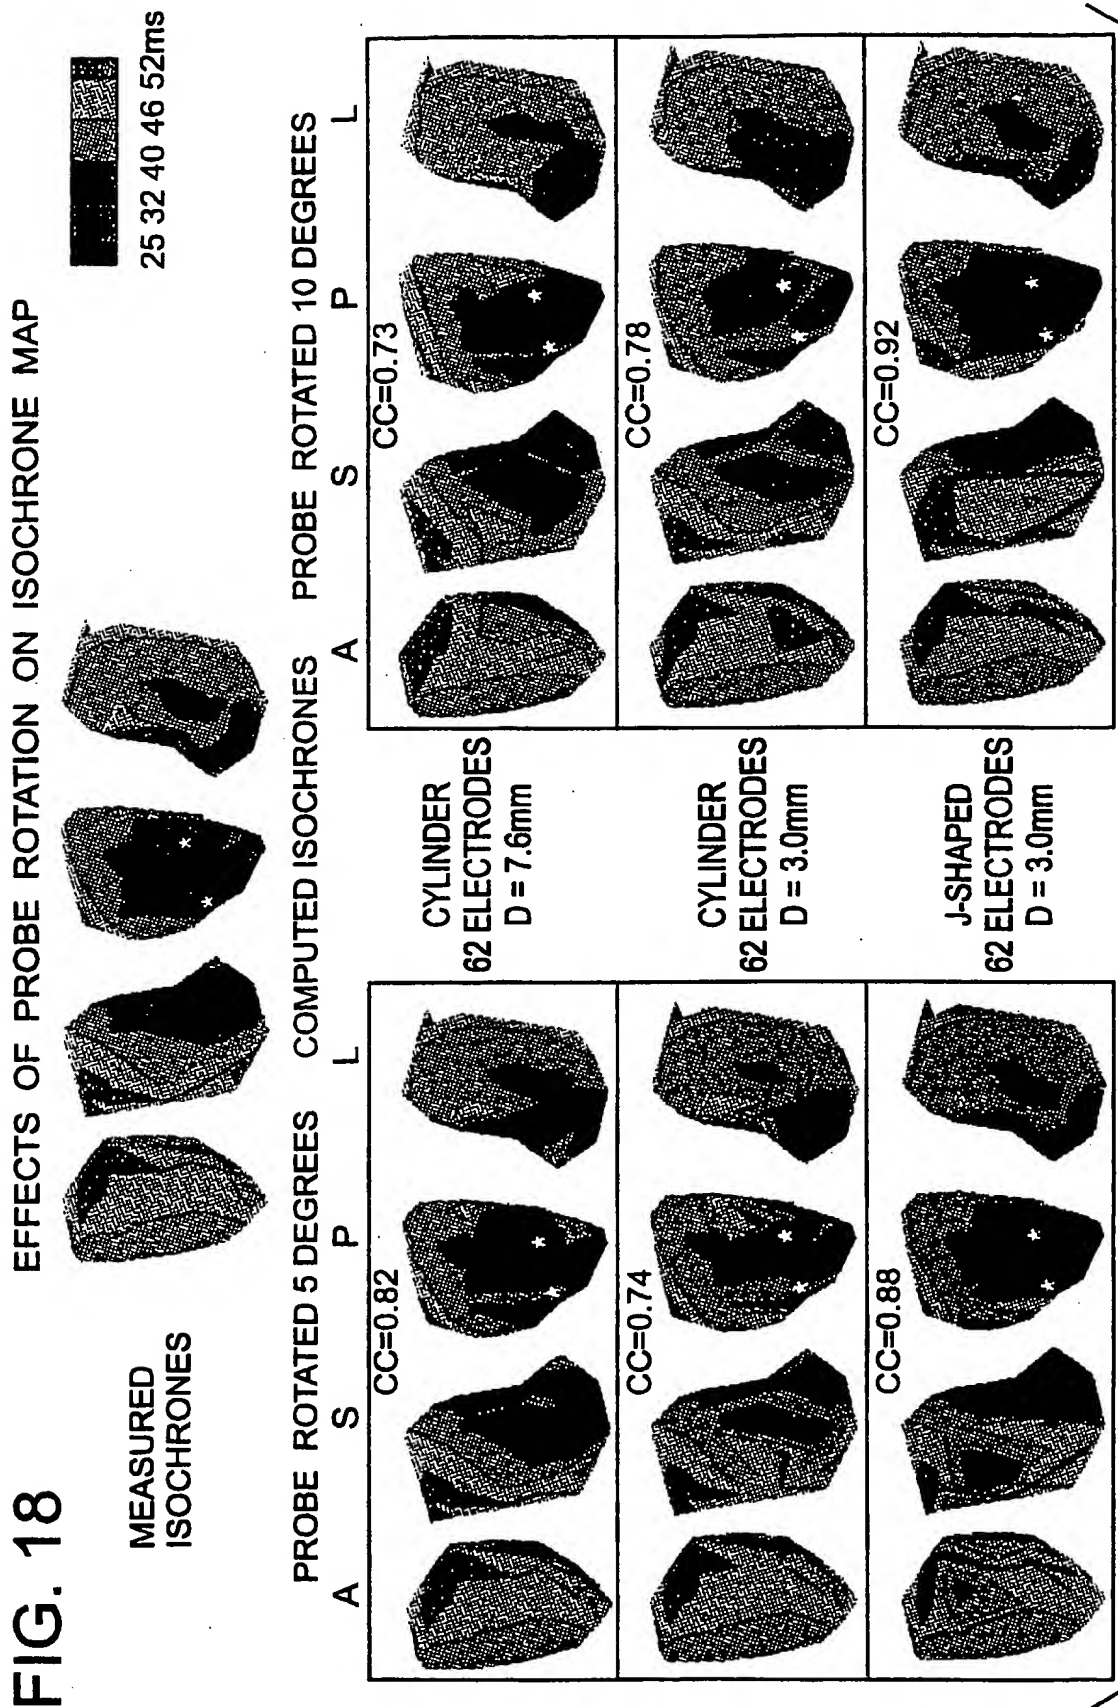 FIG. 18
EFFECTS OF PROBE ROTATION ON ISOCHRONE MAP
MEASURED
ISOCHRONES
25 32 40 46 52ms
PROBE ROTATED 5 DEGREES
COMPUTED ISOCHRONES
PROBE ROTATED 10 DEGREES
A S P L
A S P L
CC=0.82
CYLINDER
62 ELECTRODES
D = 7.6mm
CC=0.73
CC=0.74
CYLINDER
62 ELECTRODES
D = 3.0mm
CC=0.78
CC=0.88
J-SHAPED
62 ELECTRODES
D = 3.0mm
CC=0.92